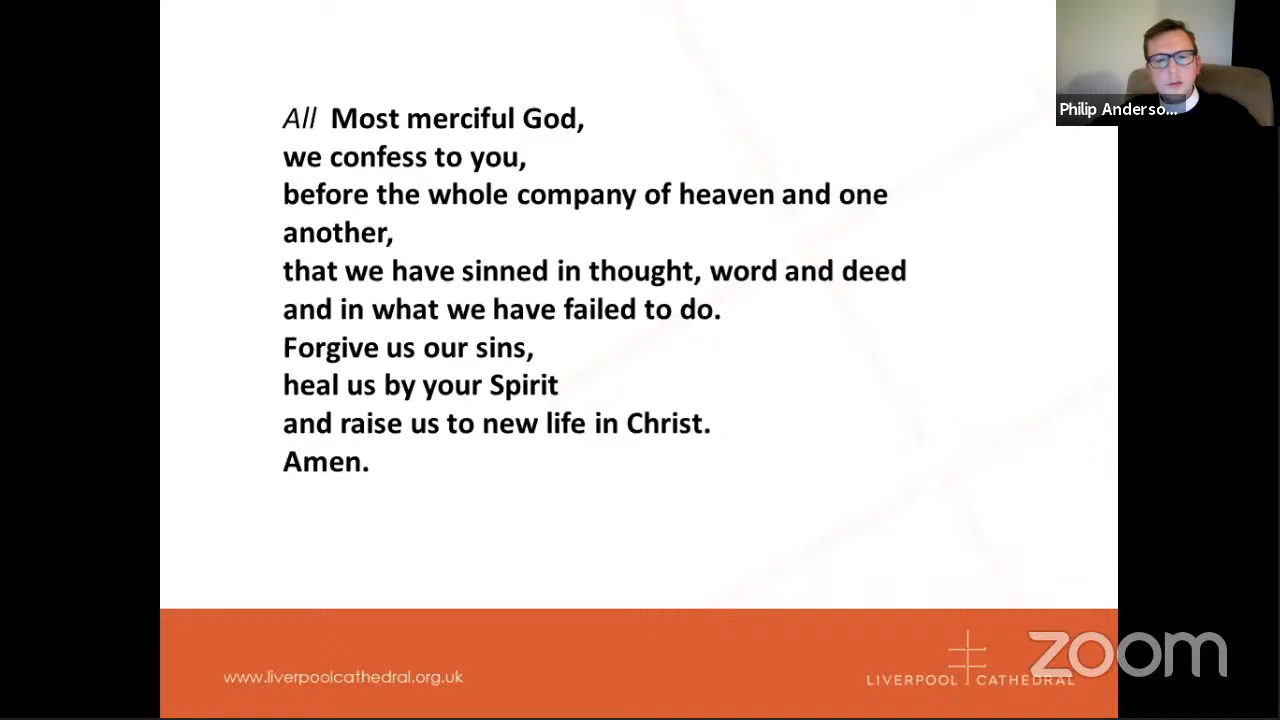 All Most merciful God,
we confess to you,
before the whole company of heaven and one
another,
that we have sinned in thought, word and deed
and in what we have failed to do.
Forgive us our sins,
heal us by your Spirit
and raise us to new life in Christ.
Amen.
Philip Anderso...
www.liverpoolcathedral.org.uk
LIVERPOOL CATHEDRAL
zoom